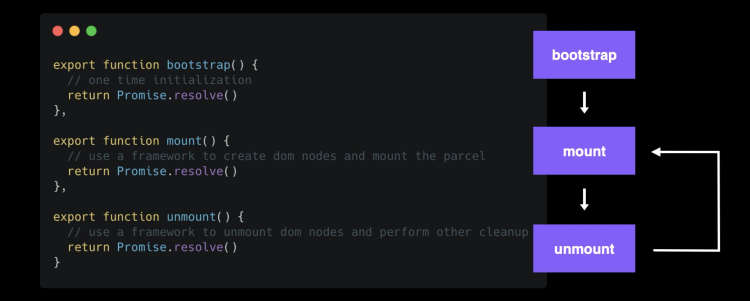 export function bootstrap() {
  // one time initialization
  return Promise.resolve()
},
export function mount() {
  // use a framework to create dom nodes and mount the parcel
  return Promise.resolve()
},
export function unmount() {
  // use a framework to unmount dom nodes and perform other cleanup
  return Promise.resolve()
}
bootstrap
mount
unmount